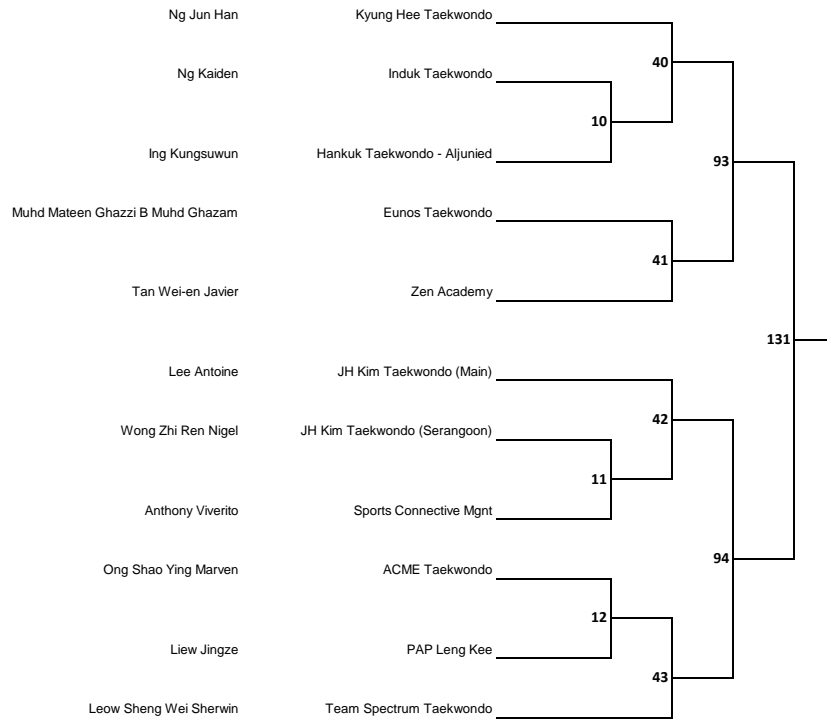 Ng Jun Han Kyung Hee Taekwondo
40
Ng Kaiden Induk Taekwondo
10
Ing Kungsuwun Hankuk Taekwondo - Aljunied
93
Muhd Mateen Ghazzi B Muhd Ghazam Eunos Taekwondo
41
Tan Wei-en Javier Zen Academy
131
Lee Antoine JH Kim Taekwondo (Main)
42
Wong Zhi Ren Nigel JH Kim Taekwondo (Serangoon)
11
Anthony Viverito Sports Connective Mgnt
94
Ong Shao Ying Marven ACME Taekwondo
12
Liew Jingze PAP Leng Kee
43
Leow Sheng Wei Sherwin Team Spectrum Taekwondo